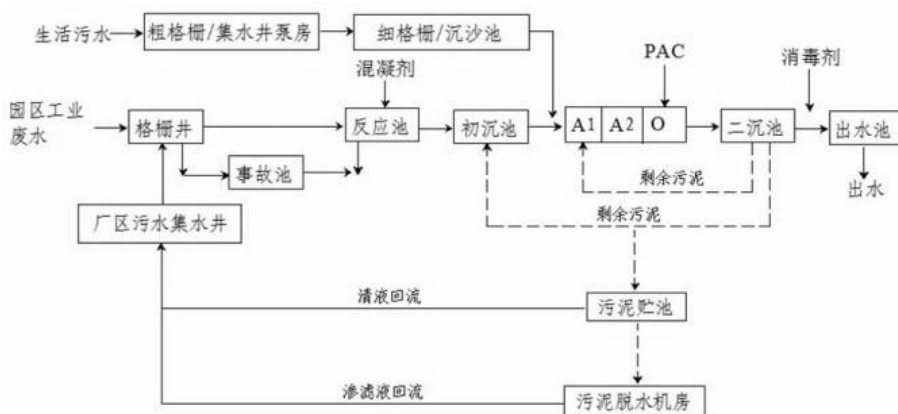 生活污水
粗格栅/集水井泵房
细格栅/沉沙池
混凝剂
PAC
消毒剂
园区工业
废水
格栅井
反应池
初沉池
A1
A2
O
二沉池
出水池
事故池
剩余污泥
出水
厂区污水集水井
剩余污泥
清液回流
污泥贮池
渗滤液回流
污泥脱水机房